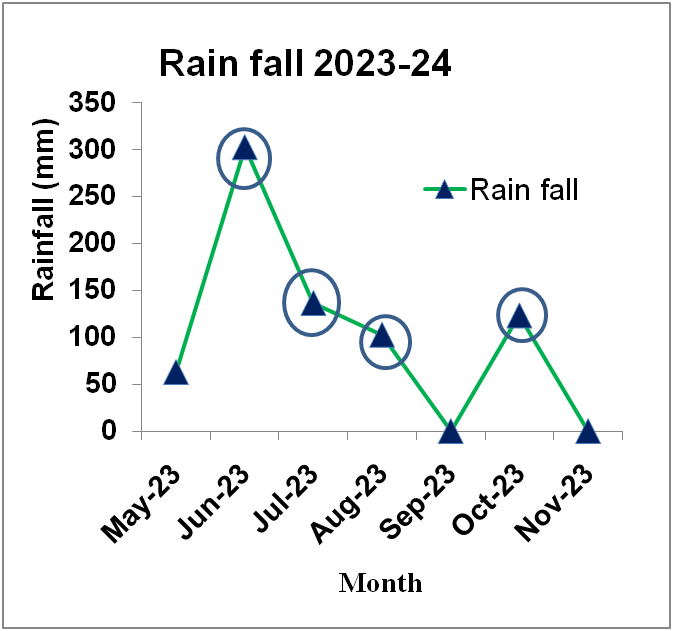 Rain fall 2023-24
350
300
250
200
150
100
50
0
Rainfall (mm)
Rain fall
May-23
Jun-23
Jul-23
Aug-23
Sep-23
Oct-23
Nov-23
Month